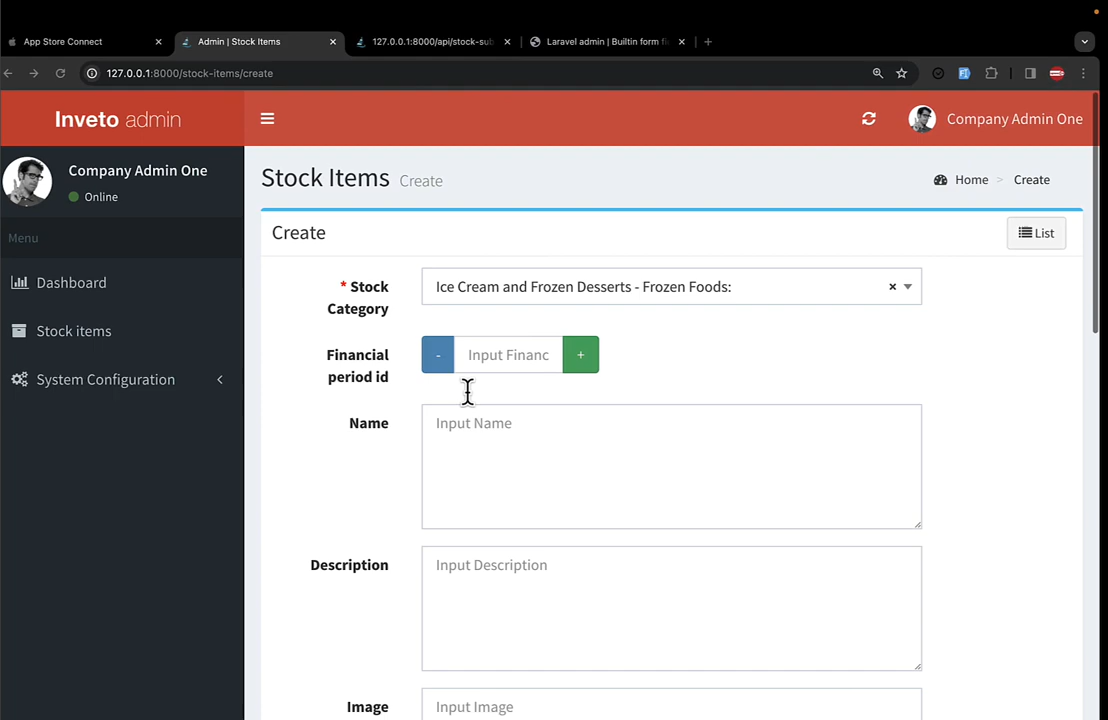 App Store Connect
Admin | Stock Items
127.0.0.1:8000/api/stock-sub
Laravel admin | Builtin form fi
127.0.0.1:8000/stock-items/create
Inveto admin
Company Admin One
Company Admin One
Online
Menu
Dashboard
Stock items
System Configuration
Stock Items Create
Home > Create
Create
List
* Stock
Category
Ice Cream and Frozen Desserts - Frozen Foods:
× 
Financial
period id
- Input Financ +
Name
Input Name
Description
Input Description
Image
Input Image